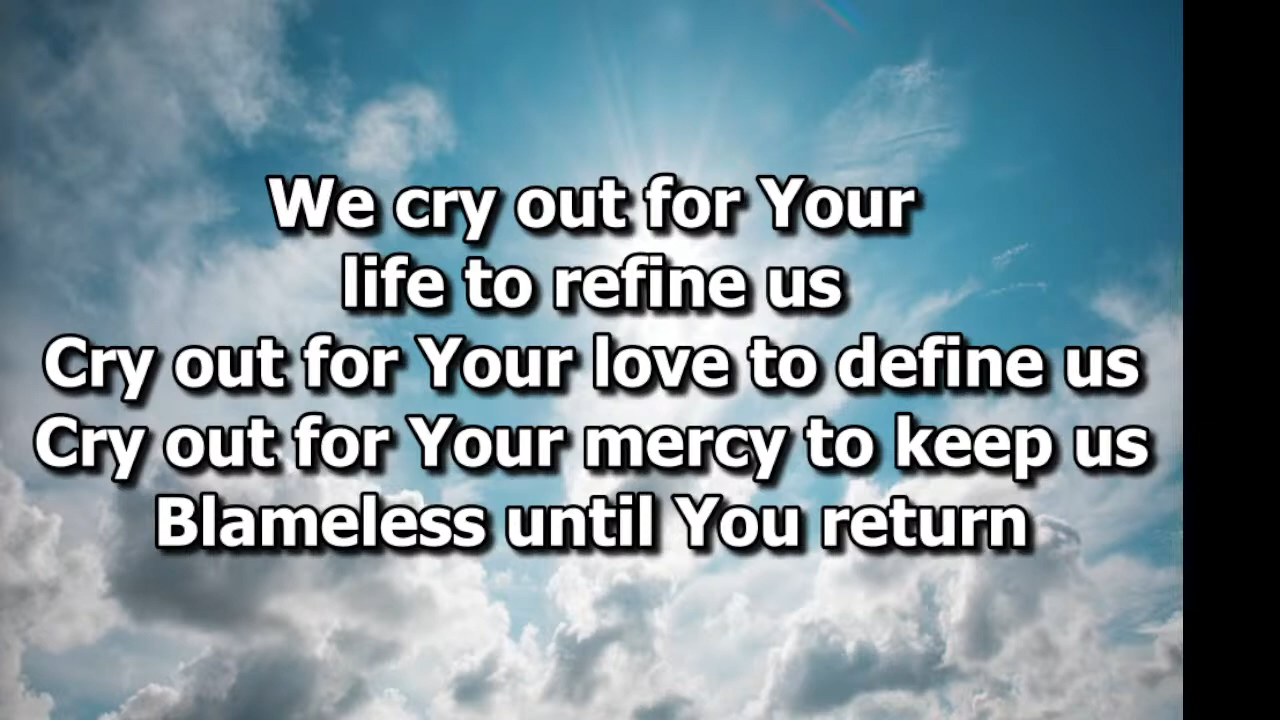 We cry out for Your
life to refine us
Cry out for Your love to define us
Cry out for Your mercy to keep us
Blameless until You return